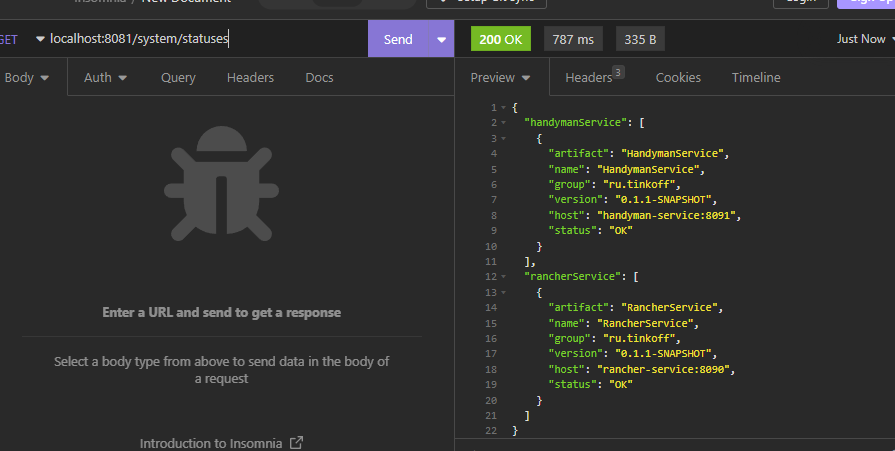 Insomnia / New Document
GET localhost:8081/system/statuses Send 200 OK 787 ms 335 B Just Now
Body Auth Query Headers Docs
Preview Headers 3 Cookies Timeline
Enter a URL and send to get a response
Select a body type from above to send data in the body of
a request
Introduction to Insomnia
1 {
2 "handymanService": [
3 {
4 "artifact": "HandymanService",
5 "name": "HandymanService",
6 "group": "ru.tinkoff",
7 "version": "0.1.1-SNAPSHOT",
8 "host": "handyman-service:8091",
9 "status": "OK"
10 }
11 ],
12 "rancherService": [
13 {
14 "artifact": "RancherService",
15 "name": "RancherService",
16 "group": "ru.tinkoff",
17 "version": "0.1.1-SNAPSHOT",
18 "host": "rancher-service:8090",
19 "status": "OK"
20 }
21 ]
22 }